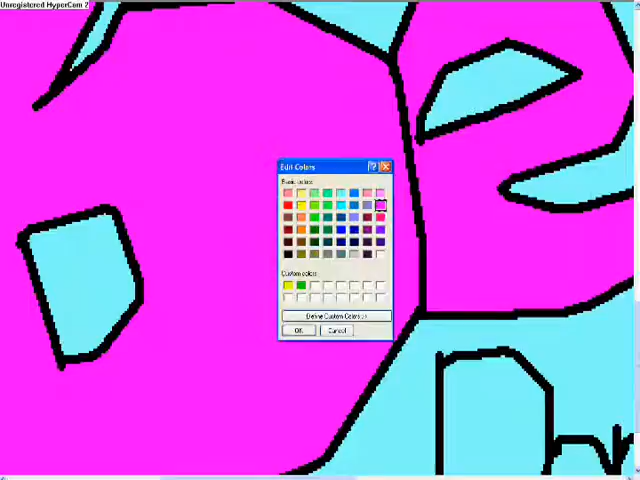 Unregistered HyperCam 2
Edit Colors
Basic colors:
Custom colors:
Define Custom Colors >>
OK
Cancel